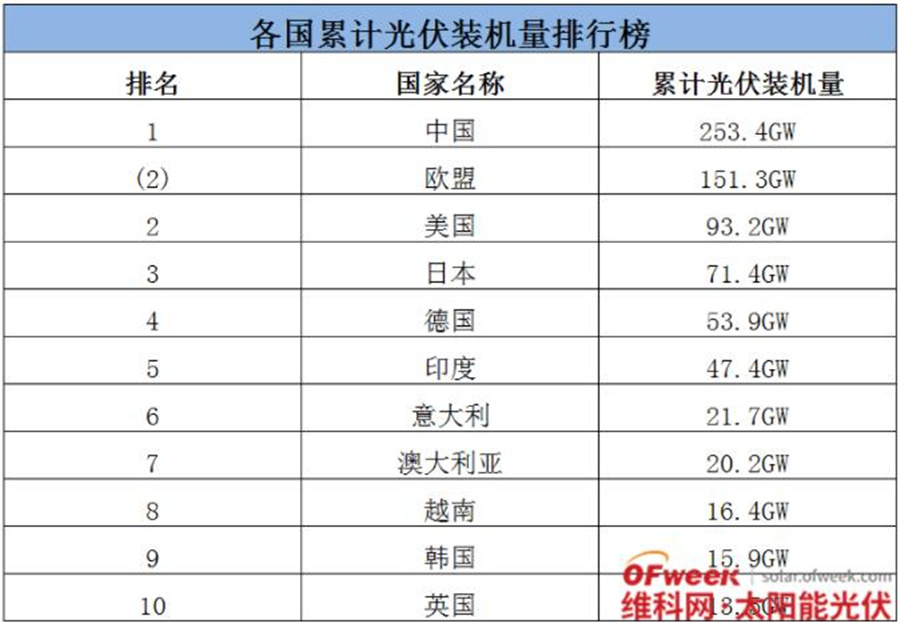 各国累计光伏装机量排行榜
排名 国家名称 累计光伏装机量
1 中国 253.4GW
(2) 欧盟 151.3GW
2 美国 93.2GW
3 日本 71.4GW
4 德国 53.9GW
5 印度 47.4GW
6 意大利 21.7GW
7 澳大利亚 20.2GW
8 越南 16.4GW
9 韩国 15.9GW
OFweek solar.ofweek.com
10 英国 13.5GW
维科网·太阳能光伏